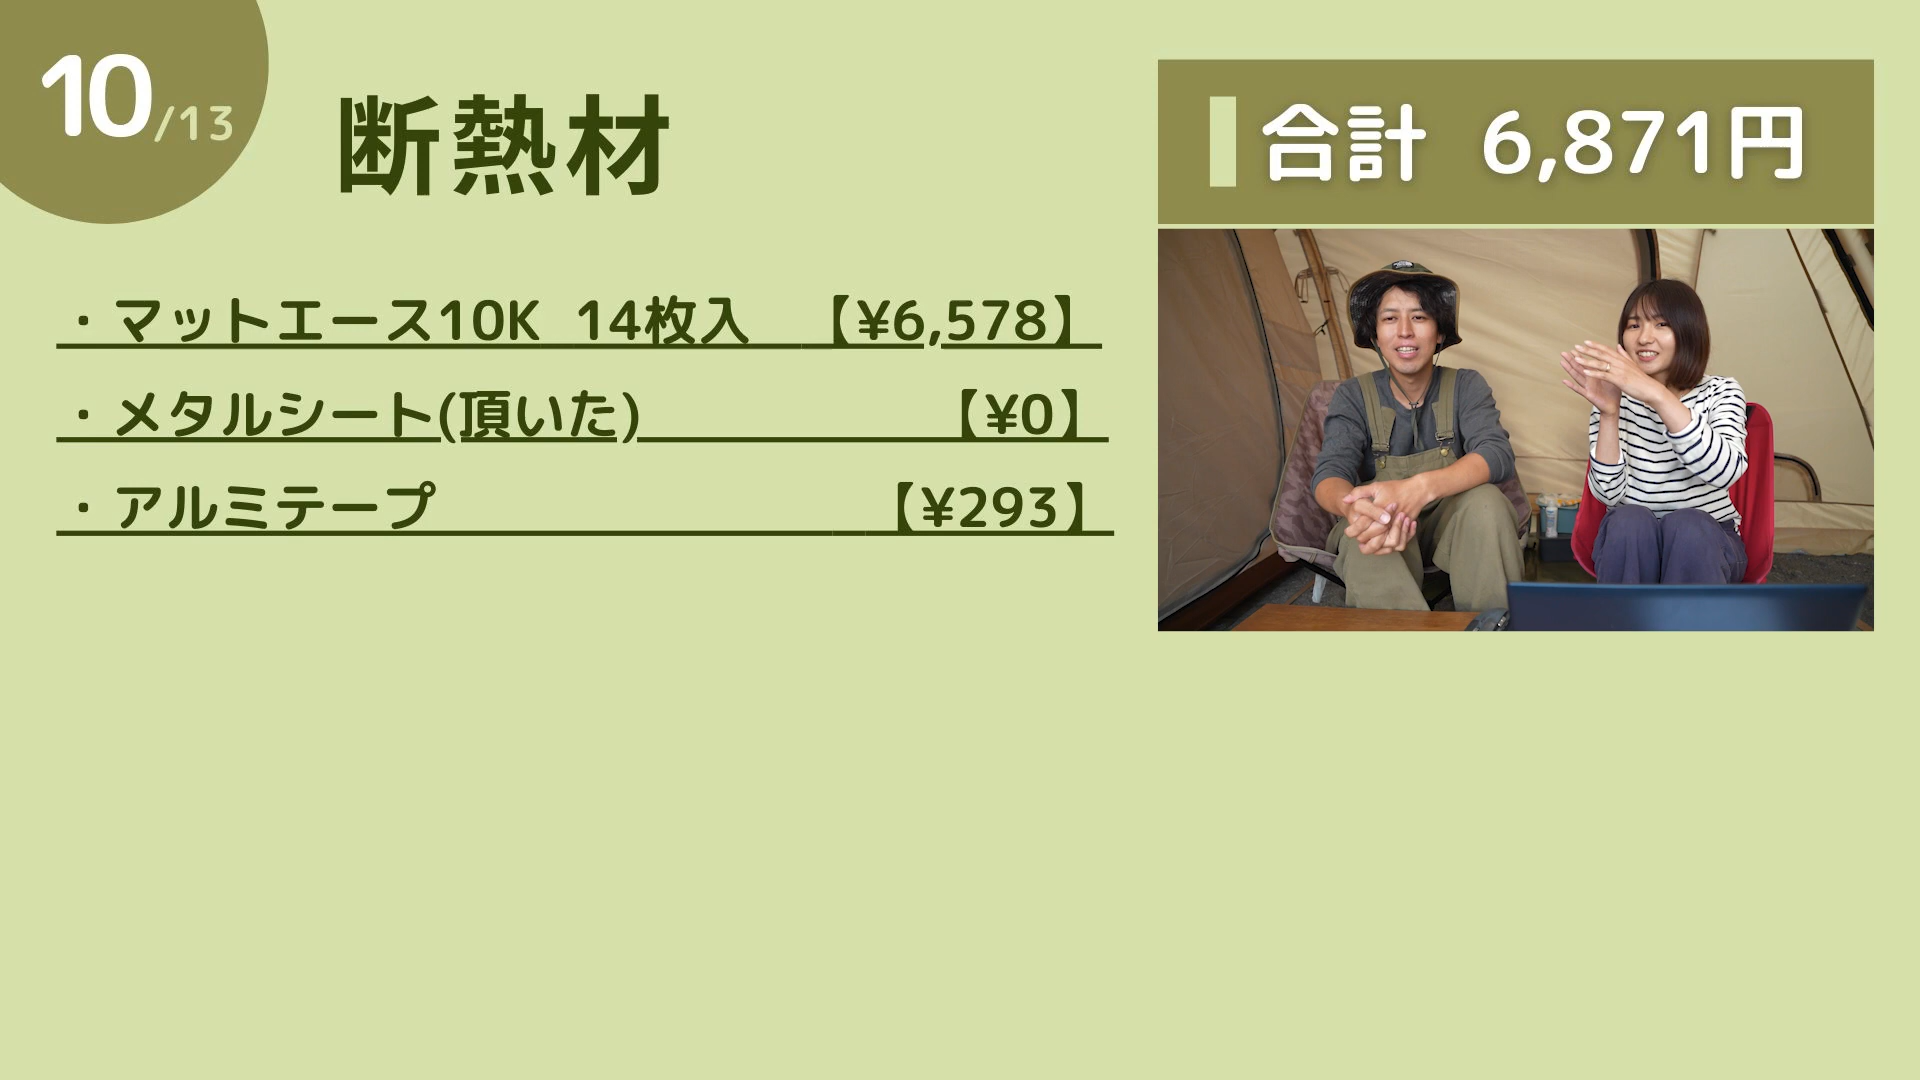 10/13
断熱材
・マットエース10K 14枚入 【¥6,578】
・メタルシート(頂いた) 【¥0】
・アルミテープ 【¥293】
合計 6,871円